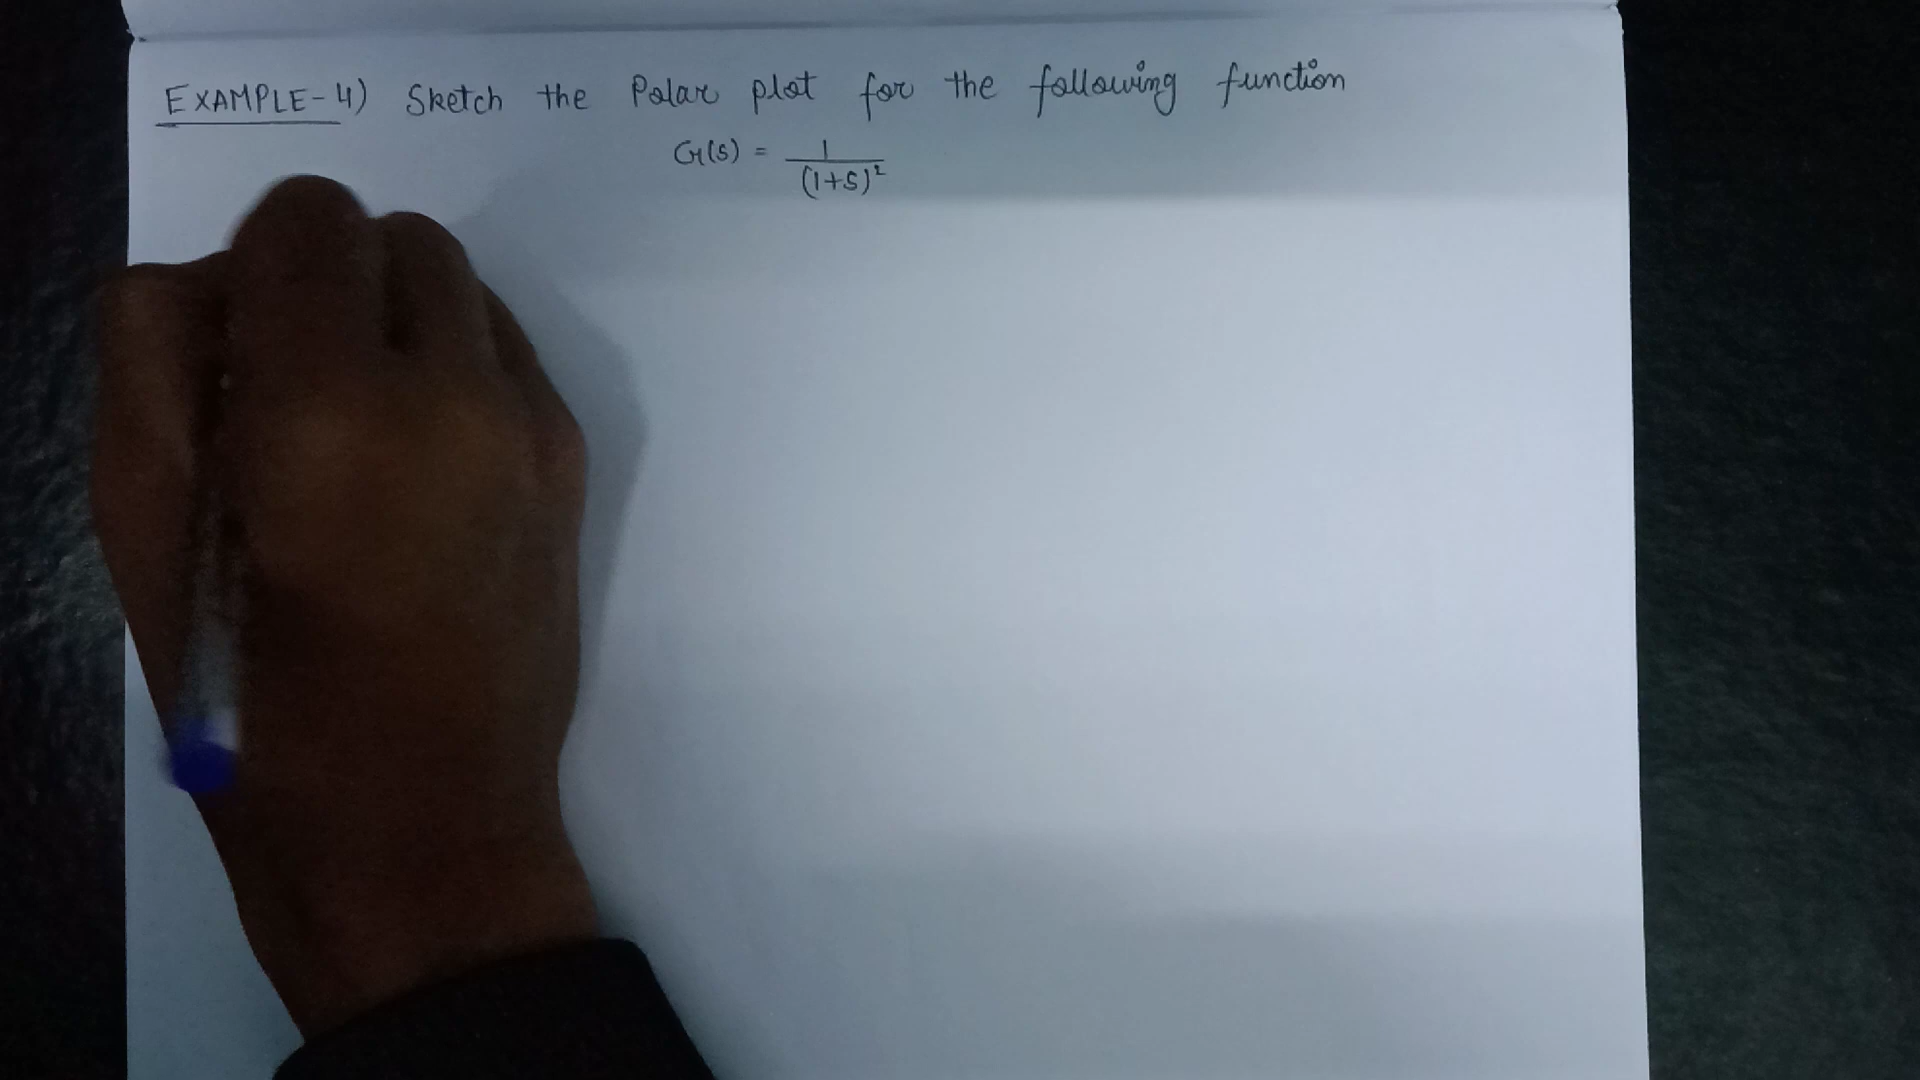 EXAMPLE-4) Sketch the Polar plot for the following function
G(s) = 1/(1+s)²